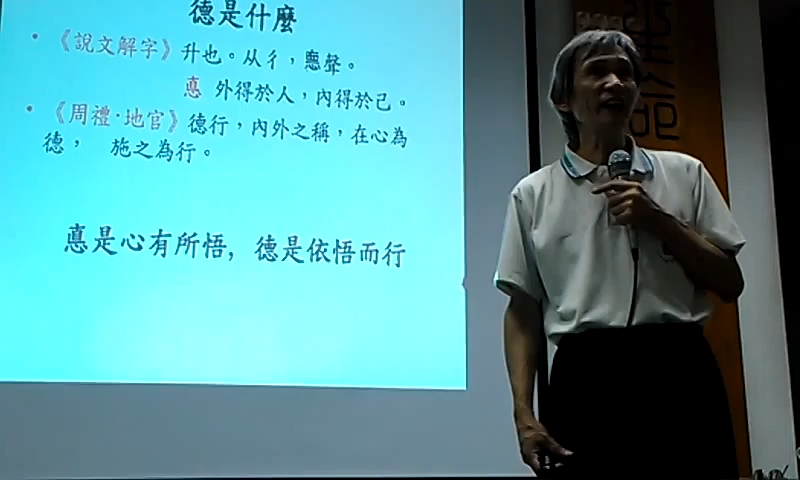 德是什麼
• 《說文解字》升也。从彳，悳聲。
悳 外得於人，內得於己。
• 《周禮·地官》德行，內外之稱，在心為
德， 施之為行。
悳是心有所悟，德是依悟而行